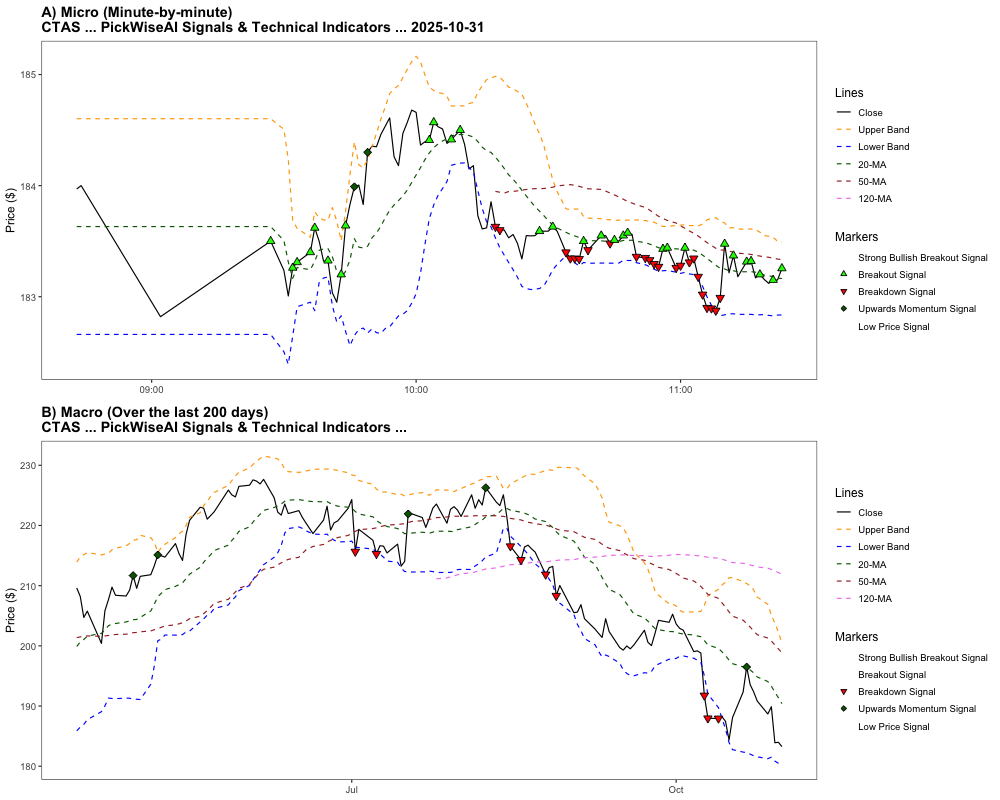 A) Micro (Minute-by-minute)
CTAS ... PickWiseAI Signals & Technical Indicators ... 2025-10-31
Price ($)
185
184
183
09:00
10:00
11:00
Lines
Close
Upper Band
Lower Band
20-MA
50-MA
120-MA
Markers
Strong Bullish Breakout Signal
Breakout Signal
Breakdown Signal
Upwards Momentum Signal
Low Price Signal
B) Macro (Over the last 200 days)
CTAS ... PickWiseAI Signals & Technical Indicators ...
Price ($)
230
220
210
200
190
180
Jul
Oct
Lines
Close
Upper Band
Lower Band
20-MA
50-MA
120-MA
Markers
Strong Bullish Breakout Signal
Breakout Signal
Breakdown Signal
Upwards Momentum Signal
Low Price Signal